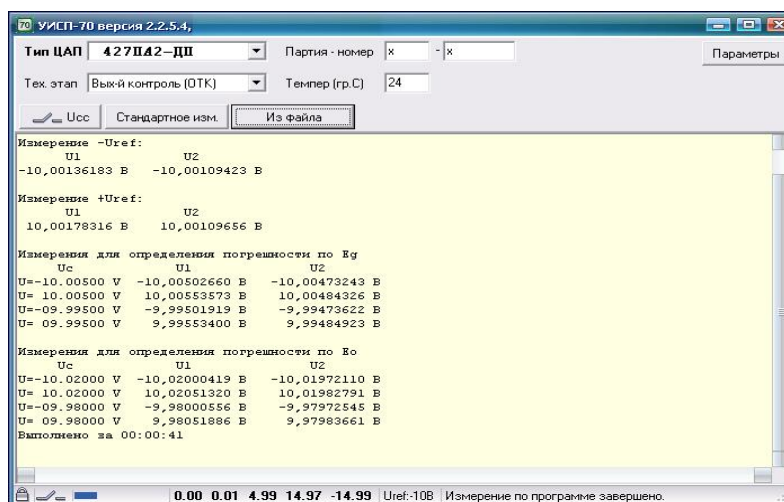 70 УИСП-70 версия 2.2.5.4,
Тип ЦАП 427ПА2-ДП Партия - номер x - x Параметры
Тех. этап Вых-й контроль (ОТК) Темпер (гр.С) 24
Ucc Стандартное изм. Из файла
Измерение -Uref:
U1 U2
-10,00136183 В -10,00109423 В
Измерение +Uref:
U1 U2
10,00178316 В 10,00109656 В
Измерения для определения погрешности по Eg
Uc U1 U2
U=-10.00500 V -10,00502660 В -10,00473243 В
U= 10.00500 V 10,00553573 В 10,00484326 В
U=-09.99500 V -9,99501919 В -9,99473622 В
U= 09.99500 V 9,99553400 В 9,99484923 В
Измерения для определения погрешности по Eo
Uc U1 U2
U=-10.02000 V -10,02000419 В -10,01972110 В
U= 10.02000 V 10,02051320 В 10,01982791 В
U=-09.98000 V -9,98000556 В -9,97972545 В
U= 09.98000 V 9,98051886 В 9,97983661 В
Выполнено за 00:00:41
0.00 0.01 4.99 14.97 -14.99 Uref:-10В Измерение по программе завершено.